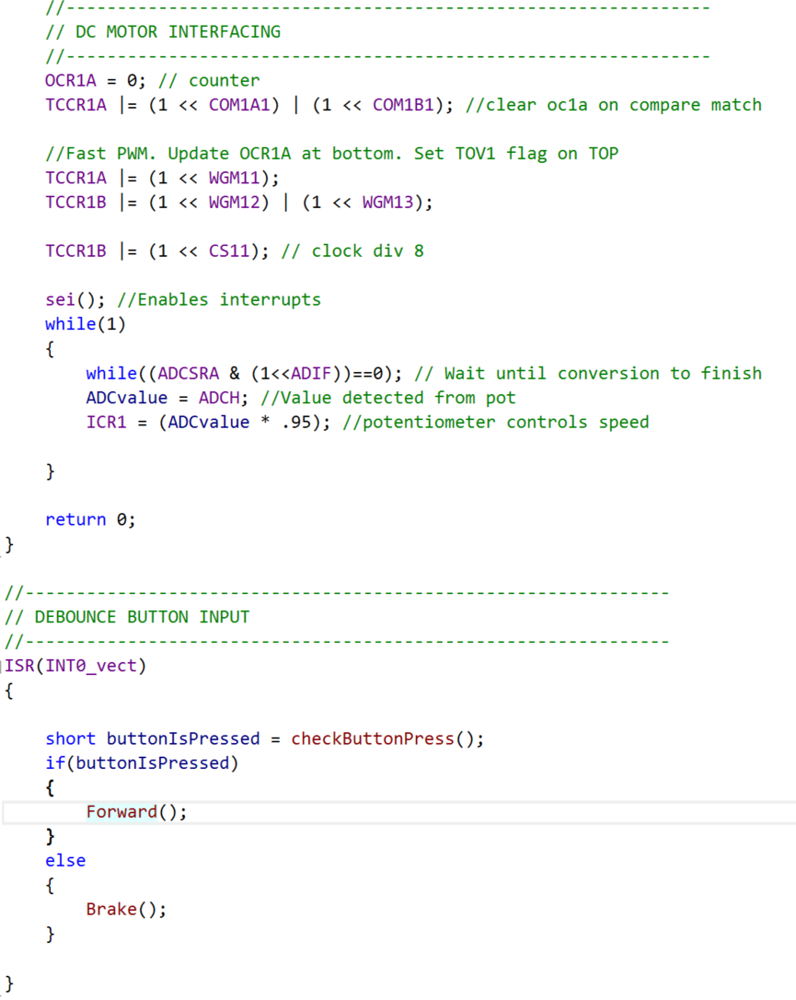 //---------------------------------------------------------------
// DC MOTOR INTERFACING
//---------------------------------------------------------------
OCR1A = 0; // counter
TCCR1A |= (1 << COM1A1) | (1 << COM1B1); //clear oc1a on compare match
//Fast PWM. Update OCR1A at bottom. Set TOV1 flag on TOP
TCCR1A |= (1 << WGM11);
TCCR1B |= (1 << WGM12) | (1 << WGM13);
TCCR1B |= (1 << CS11); // clock div 8
sei(); //Enables interrupts
while(1)
{
while((ADCSRA & (1<<ADIF))==0); // Wait until conversion to finish
ADCvalue = ADCH; //Value detected from pot
ICR1 = (ADCvalue * .95); //potentiometer controls speed
}
return 0;
}
//---------------------------------------------------------------
// DEBOUNCE BUTTON INPUT
//---------------------------------------------------------------
ISR(INT0_vect)
{
short buttonIsPressed = checkButtonPress();
if(buttonIsPressed)
{
Forward();
}
else
{
Brake();
}
}